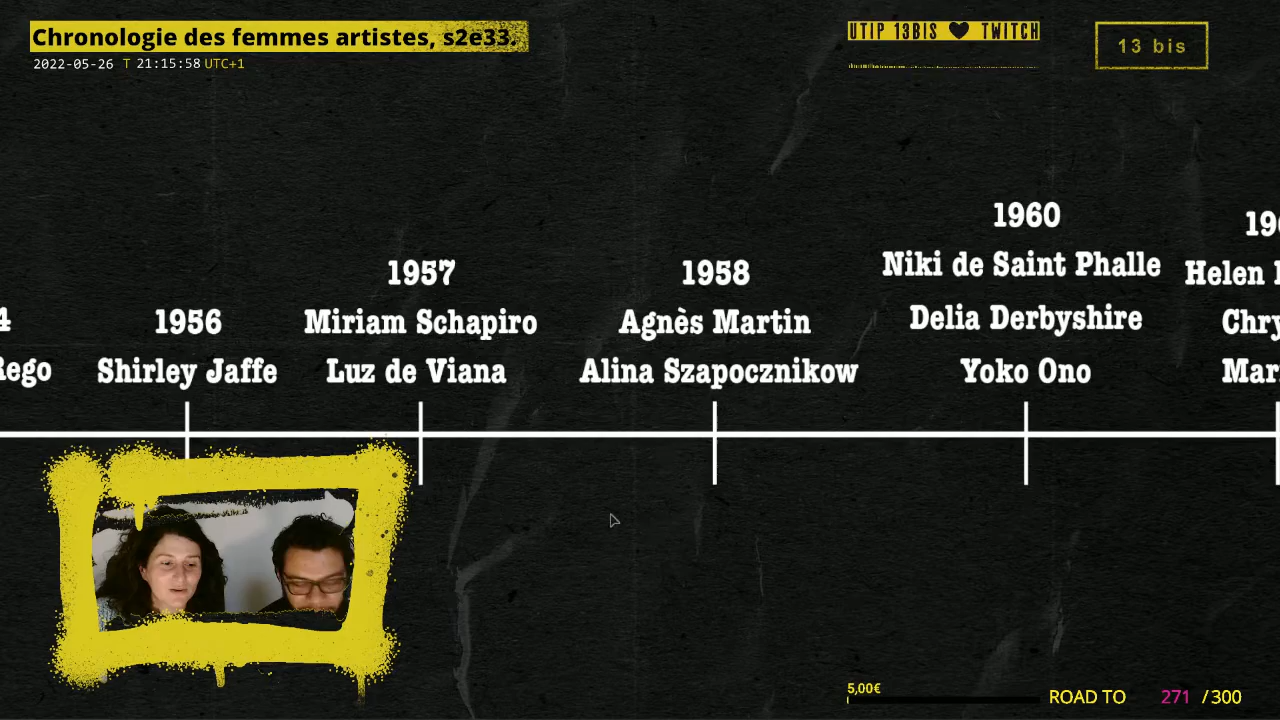 Chronologie des femmes artistes, s2e33.
2022-05-26 T 21:15:58 UTC+1
UTIP 13BIS ♥ TWITCH
13 bis
1960
1957
1958
Niki de Saint Phalle
1956
Miriam Schapiro
Agnès Martin
Delia Derbyshire
Helen
Shirley Jaffe
Luz de Viana
Alina Szapocznikow
Yoko Ono
5,00€
ROAD TO 271 / 300